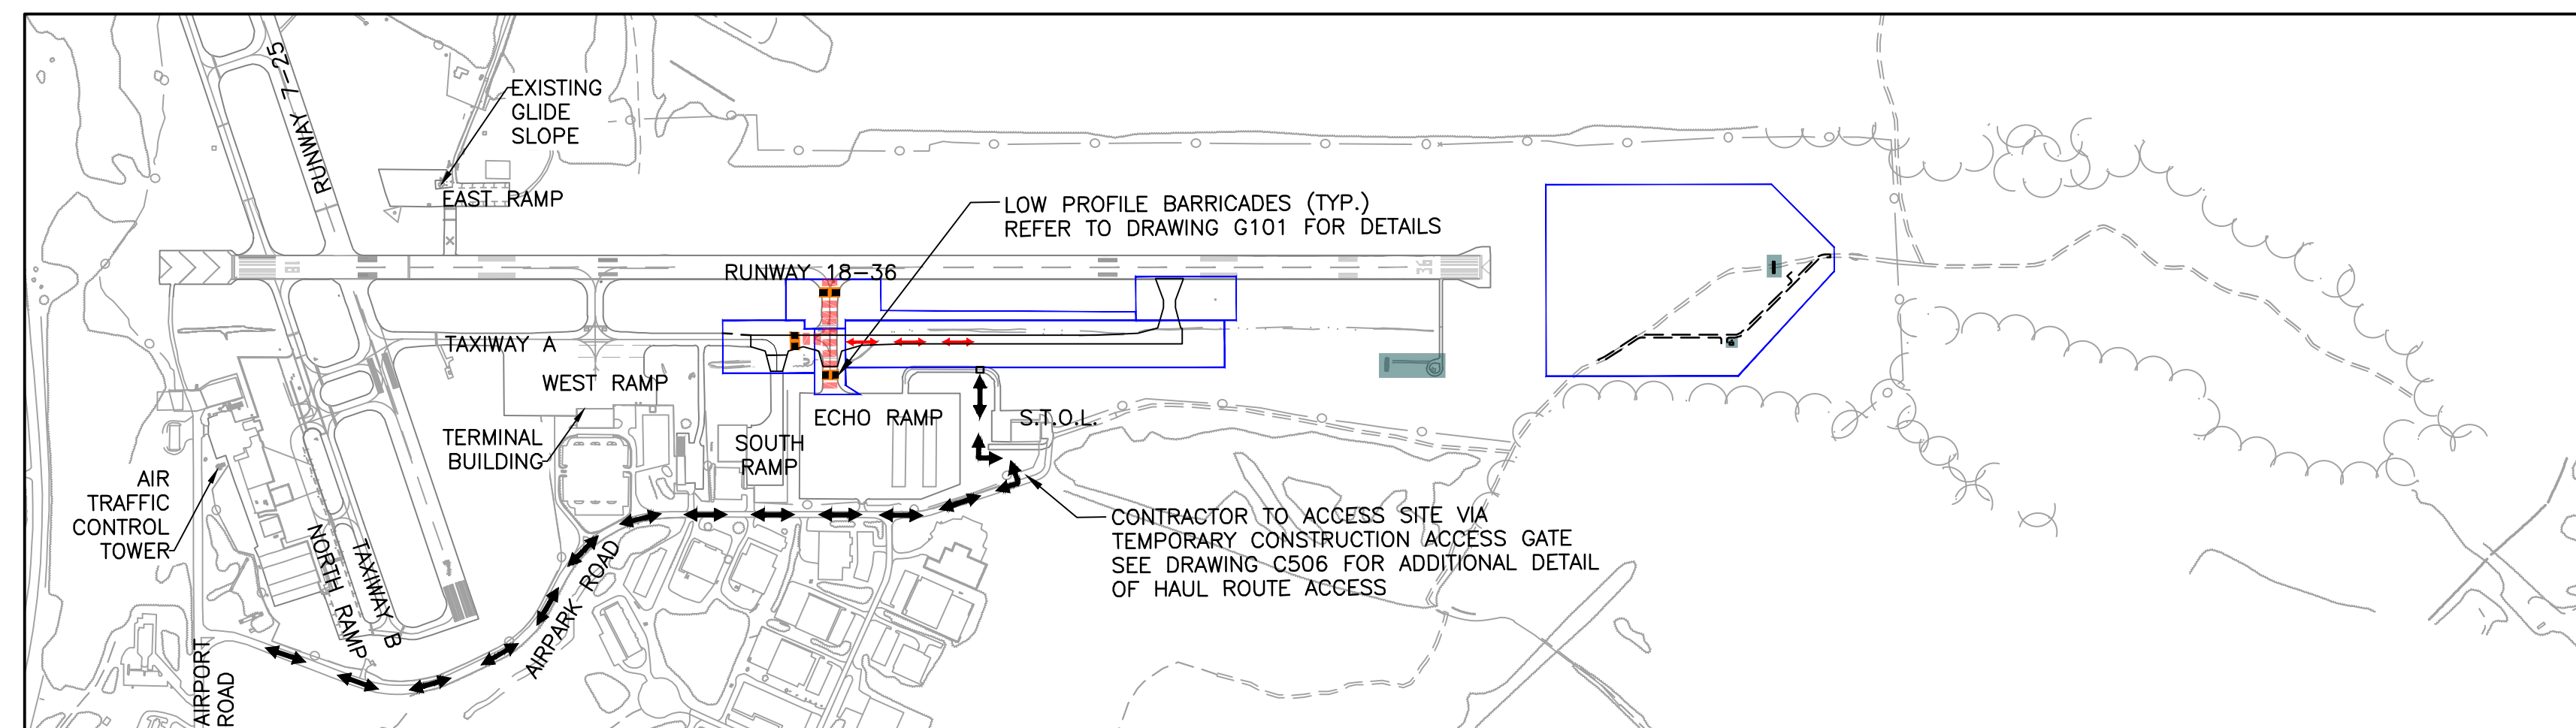 RUNWAY 7-25
EXISTING
GLIDE
SLOPE
EAST RAMP
LOW PROFILE BARRICADES (TYP.)
REFER TO DRAWING G101 FOR DETAILS
RUNWAY 18-36
18
36
TAXIWAY A
WEST RAMP
TERMINAL
BUILDING
SOUTH
RAMP
ECHO RAMP
S.T.O.L.
AIR
TRAFFIC
CONTROL
TOWER
NORTH RAMP
TAXIWAY B
AIRPARK ROAD
AIRPORT
ROAD
CONTRACTOR TO ACCESS SITE VIA
TEMPORARY CONSTRUCTION ACCESS GATE
SEE DRAWING C506 FOR ADDITIONAL DETAIL
OF HAUL ROUTE ACCESS